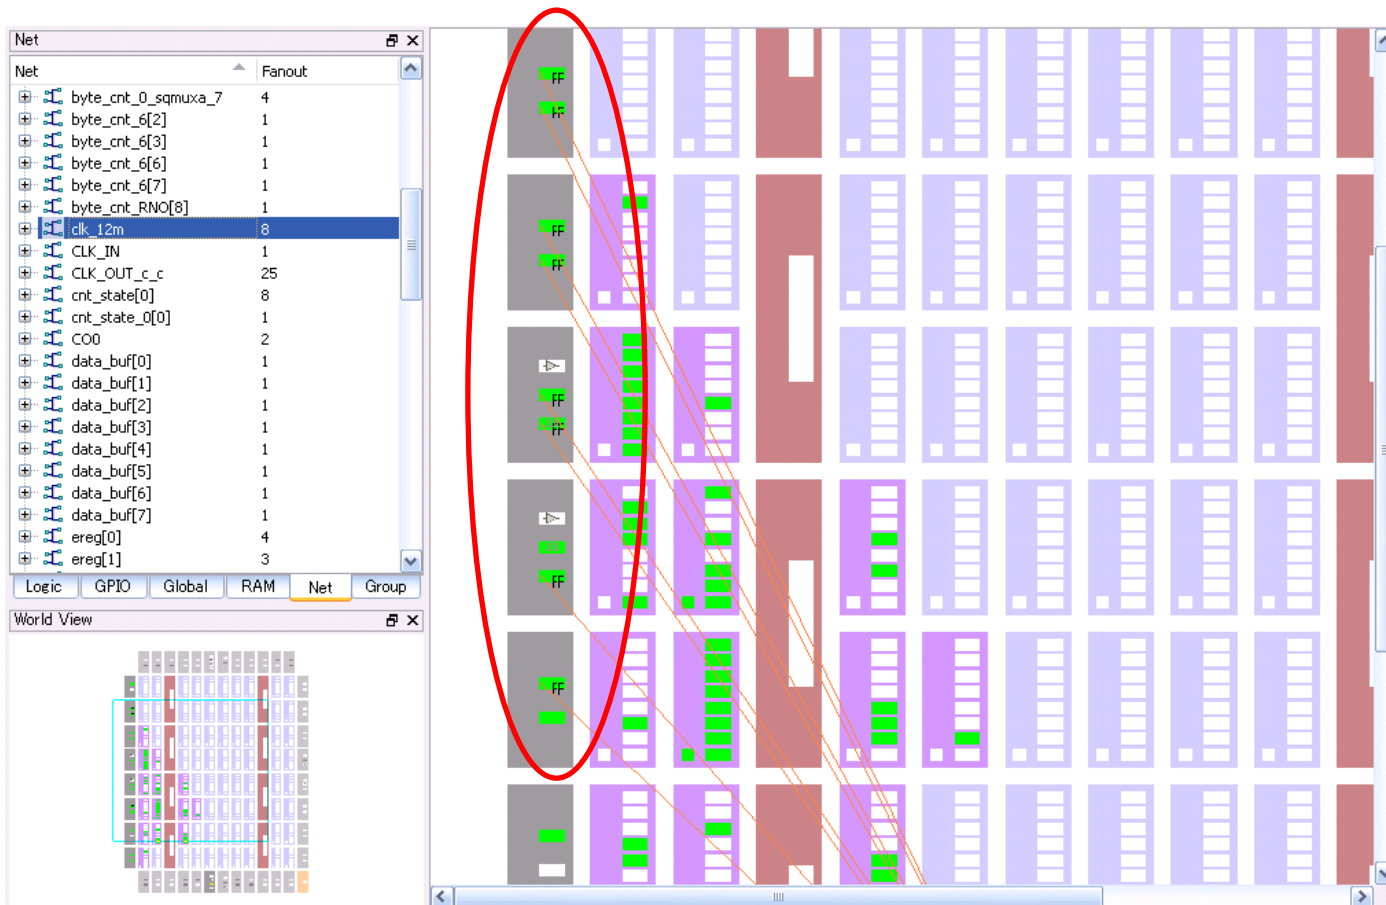 Net
Net Fanout
byte_cnt_0_sqmuxa_7 4
byte_cnt_6[2] 1
byte_cnt_6[3] 1
byte_cnt_6[6] 1
byte_cnt_6[7] 1
byte_cnt_RNO[8] 1
clk_12m 8
CLK_IN 1
CLK_OUT_c_c 25
cnt_state[0] 8
cnt_state_0[0] 1
CO0 2
data_buf[0] 1
data_buf[1] 1
data_buf[2] 1
data_buf[3] 1
data_buf[4] 1
data_buf[5] 1
data_buf[6] 1
data_buf[7] 1
ereg[0] 4
ereg[1] 3
Logic GPIO Global RAM Net Group
World View
FF
FF
FF
FF
FF
FF
FF
FF